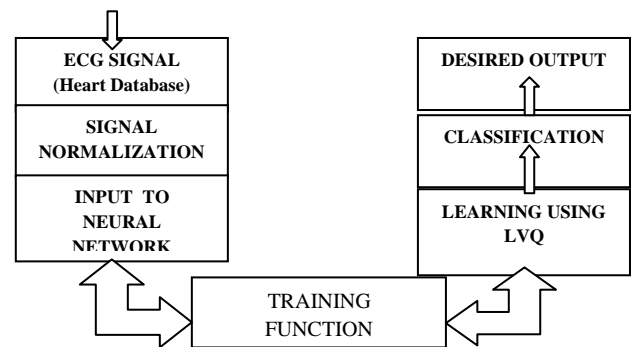 ECG SIGNAL
(Heart Database)
SIGNAL
NORMALIZATION
INPUT TO
NEURAL
NETWORK
TRAINING
FUNCTION
DESIRED OUTPUT
CLASSIFICATION
LEARNING USING
LVQ